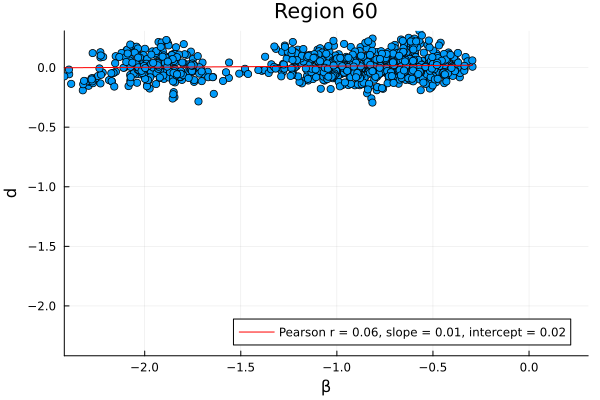 Region 60
d
0.0
−0.5
−1.0
−1.5
−2.0
Pearson r = 0.06, slope = 0.01, intercept = 0.02
−2.0 −1.5 −1.0 −0.5 0.0
β